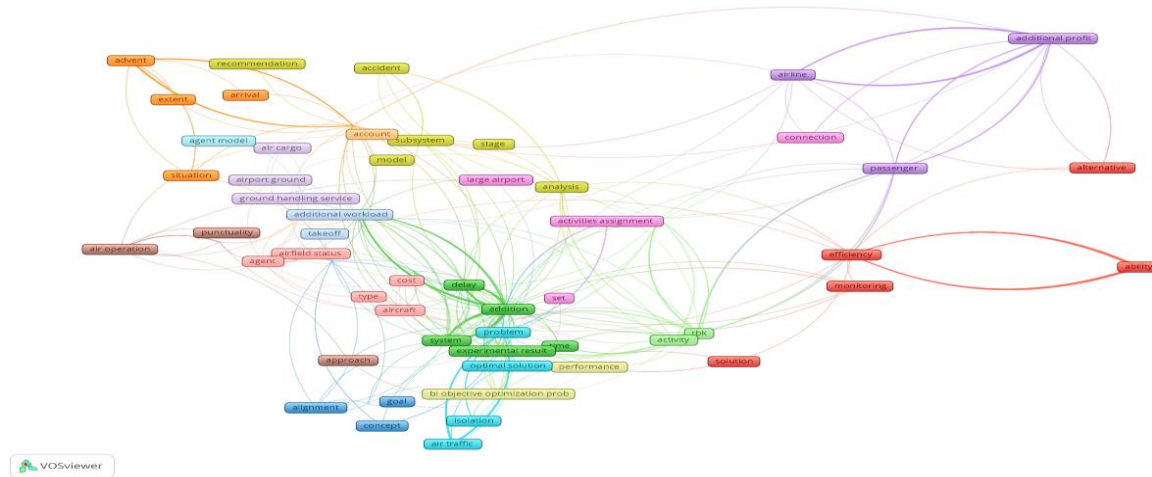 additional profit
advent
recommendation
accident
airline
extent
arrival
account
connection
agent model
subsystem
stage
air cargo
model
passenger
alternative
situation
airport ground
large airport
analysis
ground handling service
additional workload
activities assignment
punctuality
takeoff
air operation
airfield status
efficiency
agent
ability
cost
delay
monitoring
type
set
aircraft
addition
problem
system
activity
experimental result
time
approach
optimal solution
performance
solution
bi objective optimization prob
goal
alignment
isolation
concept
air traffic
VOSviewer